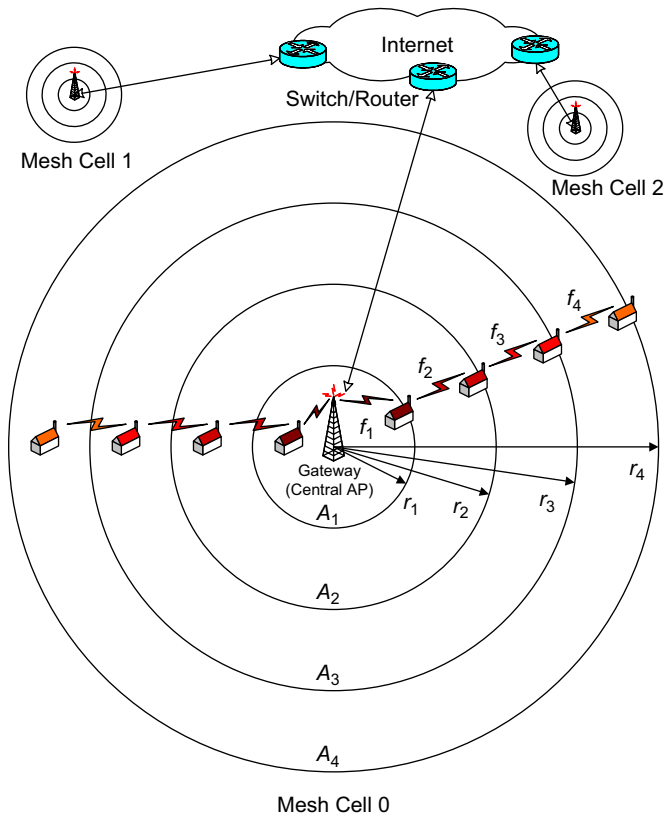 Internet
Switch/Router
Mesh Cell 1
Mesh Cell 2
f4
f3
f2
f1
Gateway
(Central AP)
r4
r3
r2
r1
A1
A2
A3
A4
Mesh Cell 0